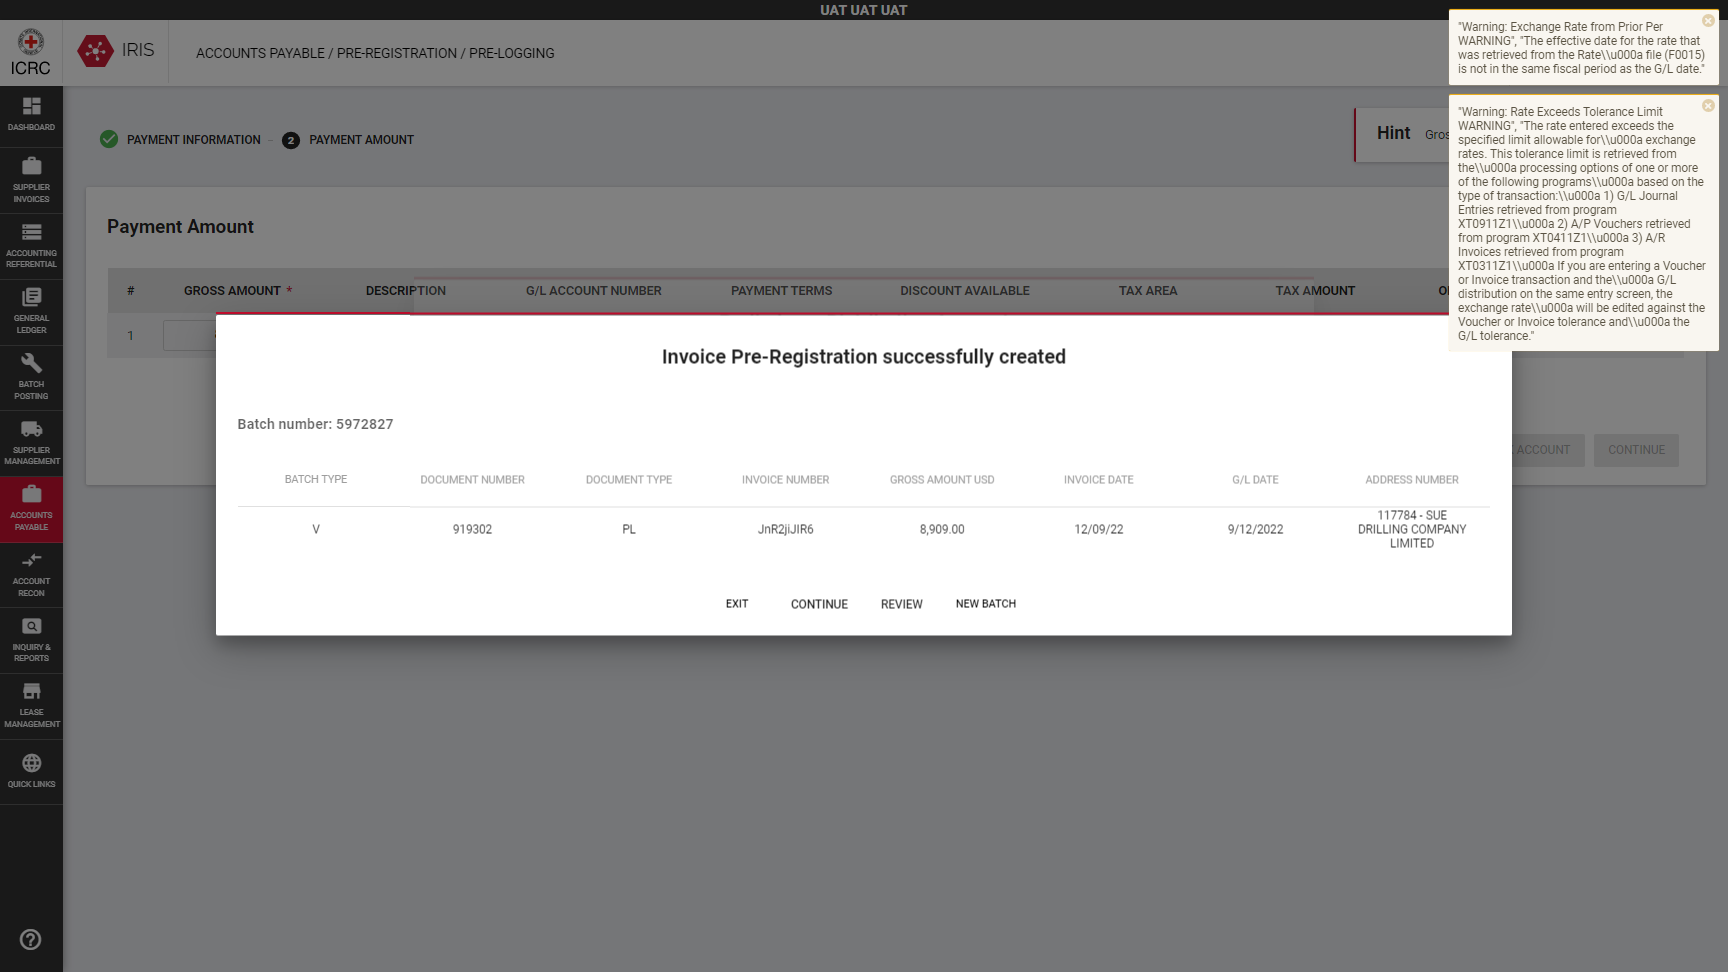 UAT UAT UAT
ICRC
IRIS
ACCOUNTS PAYABLE / PRE-REGISTRATION / PRE-LOGGING
"Warning: Exchange Rate from Prior Per
WARNING", "The effective date for the rate that
was retrieved from the Rate\\u000a file (F0015)
is not in the same fiscal period as the G/L date."
"Warning: Rate Exceeds Tolerance Limit
WARNING", "The rate entered exceeds the
specified limit allowable for\\u000a exchange
rates. This tolerance limit is retrieved from
the\\u000a processing options of one or more
of the following programs\\u000a based on the
type of transaction:\\u000a 1) G/L Journal
Entries retrieved from program
XT0911Z1\\u000a 2) A/P Vouchers retrieved
from program XT0411Z1\\u000a 3) A/R
Invoices retrieved from program
XT0311Z1\\u000a If you are entering a Voucher
or Invoice transaction and the\\u000a G/L
distribution on the same entry screen, the
exchange rate\\u000a will be edited against the
Voucher or Invoice tolerance and\\u000a the
G/L tolerance."
DASHBOARD
SUPPLIER
INVOICES
ACCOUNTING
REFERENTIAL
GENERAL
LEDGER
BATCH
POSTING
SUPPLIER
MANAGEMENT
ACCOUNTS
PAYABLE
ACCOUNT
RECON
INQUIRY &
REPORTS
LEASE
MANAGEMENT
QUICK LINKS
PAYMENT INFORMATION
2 PAYMENT AMOUNT
Hint
Payment Amount
# GROSS AMOUNT * DESCRIPTION G/L ACCOUNT NUMBER PAYMENT TERMS DISCOUNT AVAILABLE TAX AREA TAX AMOUNT
1
ACCOUNT CONTINUE
Invoice Pre-Registration successfully created
Batch number: 5972827
BATCH TYPE DOCUMENT NUMBER DOCUMENT TYPE INVOICE NUMBER GROSS AMOUNT USD INVOICE DATE G/L DATE ADDRESS NUMBER
V 919302 PL JnR2jiJIR6 8,909.00 12/09/22 9/12/2022 117784 - SUE
DRILLING COMPANY
LIMITED
EXIT CONTINUE REVIEW NEW BATCH